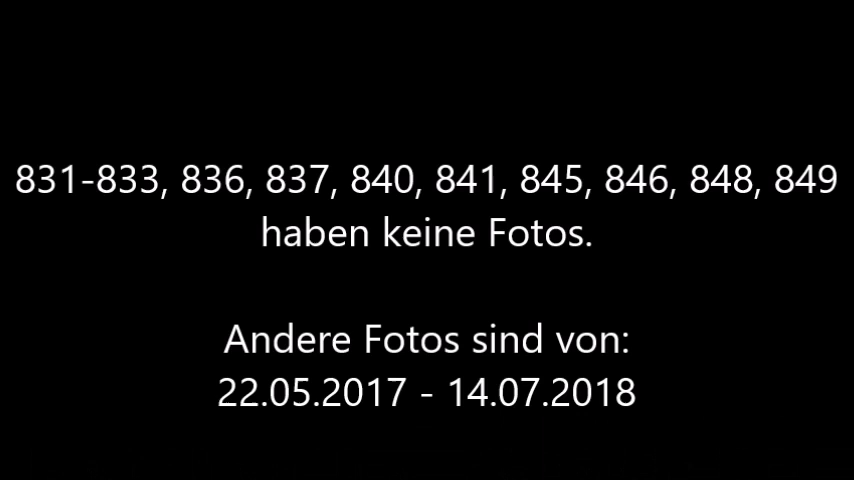 831-833, 836, 837, 840, 841, 845, 846, 848, 849
haben keine Fotos.
Andere Fotos sind von:
22.05.2017 - 14.07.2018